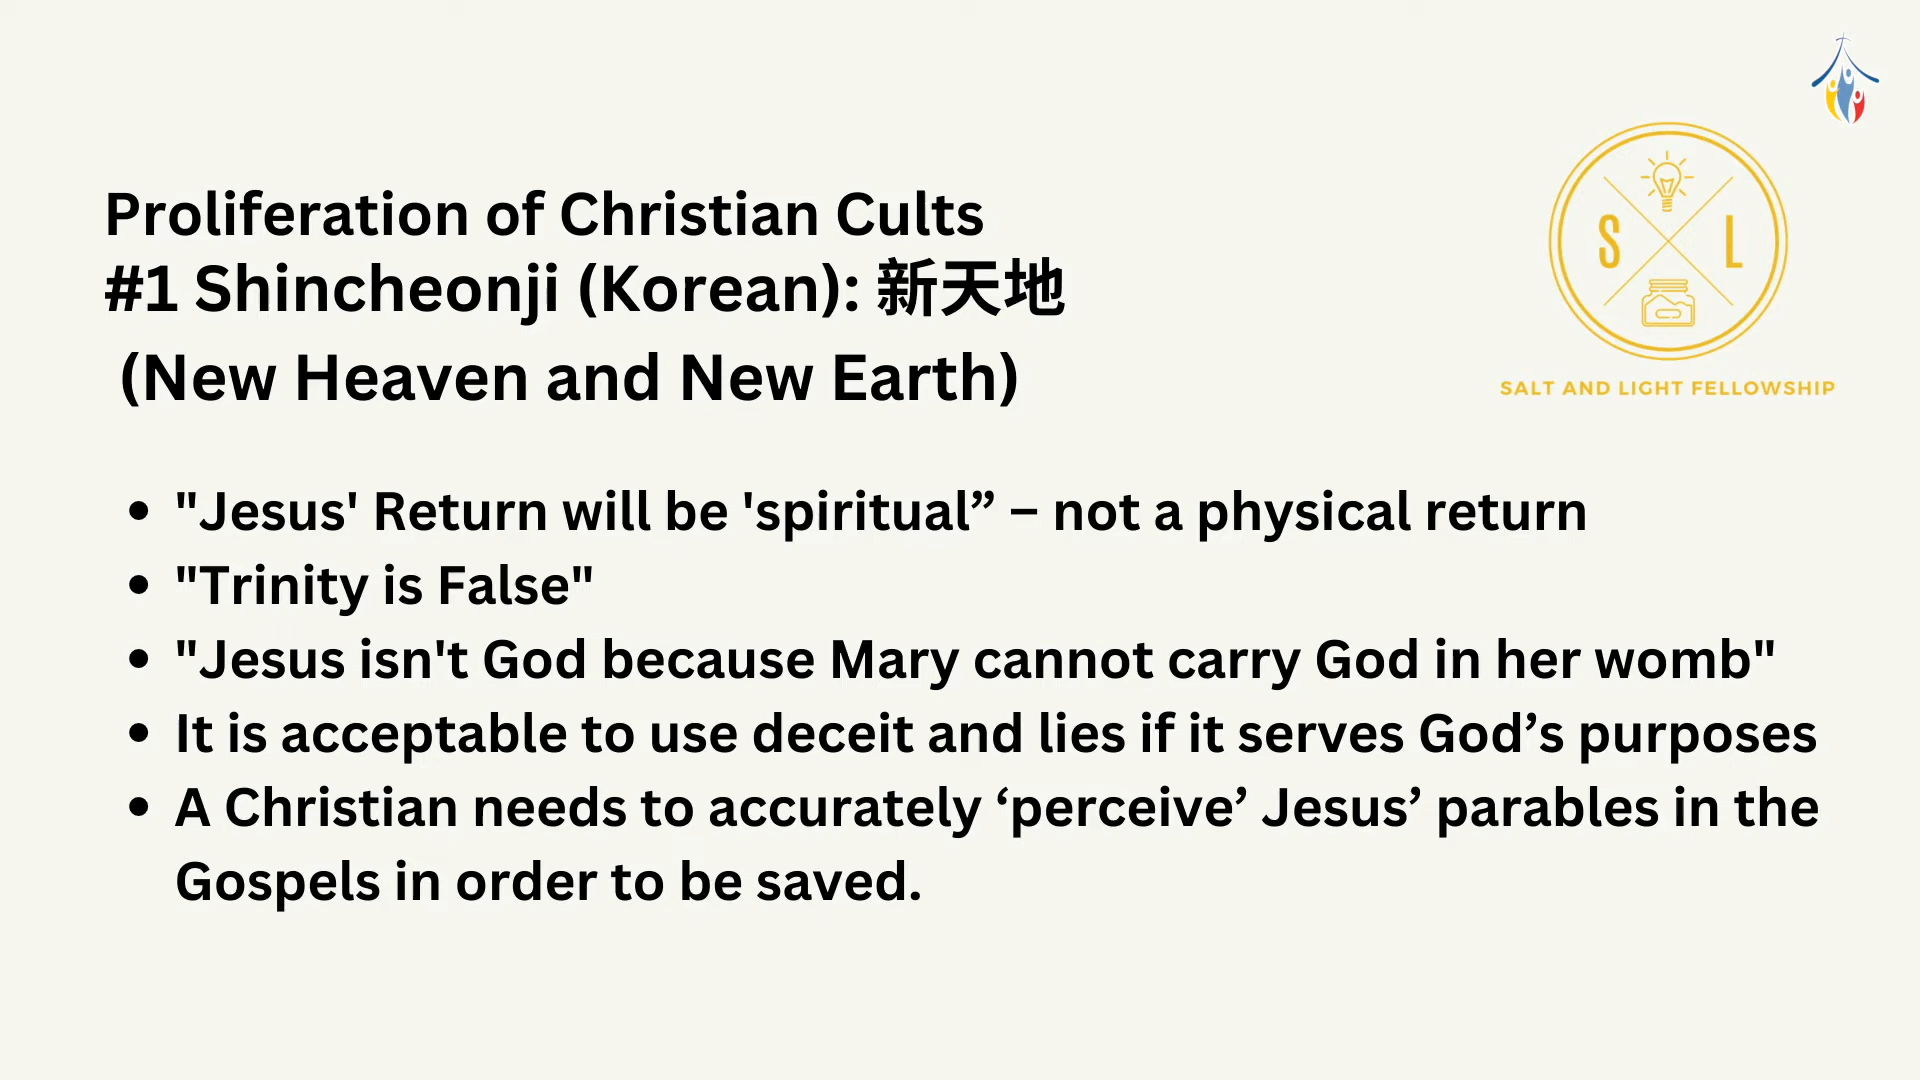 Proliferation of Christian Cults
#1 Shincheonji (Korean): 新天地
(New Heaven and New Earth)
S L
SALT AND LIGHT FELLOWSHIP
• "Jesus' Return will be 'spiritual” – not a physical return
• "Trinity is False"
• "Jesus isn't God because Mary cannot carry God in her womb"
• It is acceptable to use deceit and lies if it serves God’s purposes
• A Christian needs to accurately ‘perceive’ Jesus’ parables in the
Gospels in order to be saved.